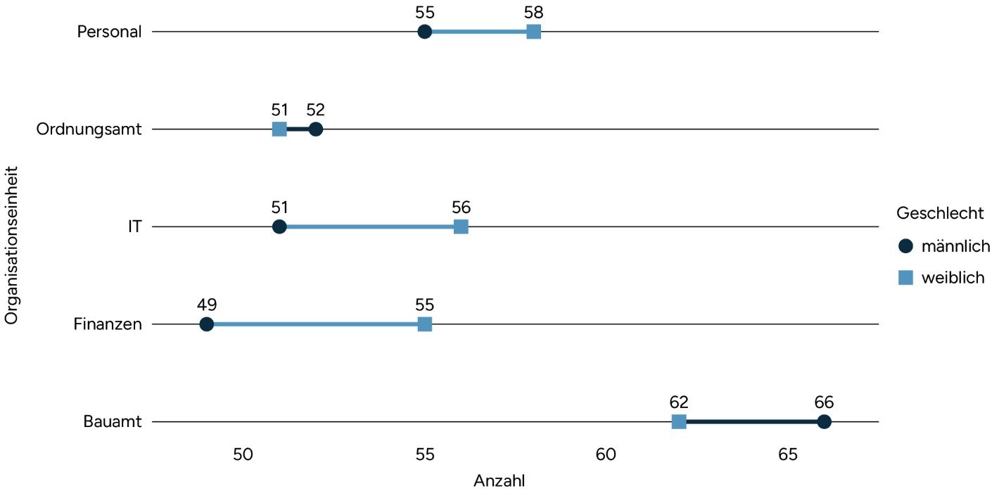 55 58
Personal
51 52
Ordnungsamt
51 56
IT
49 55
Finanzen
62 66
Bauamt
50 55 60 65
Anzahl
Organisationseinheit
Geschlecht
männlich
weiblich